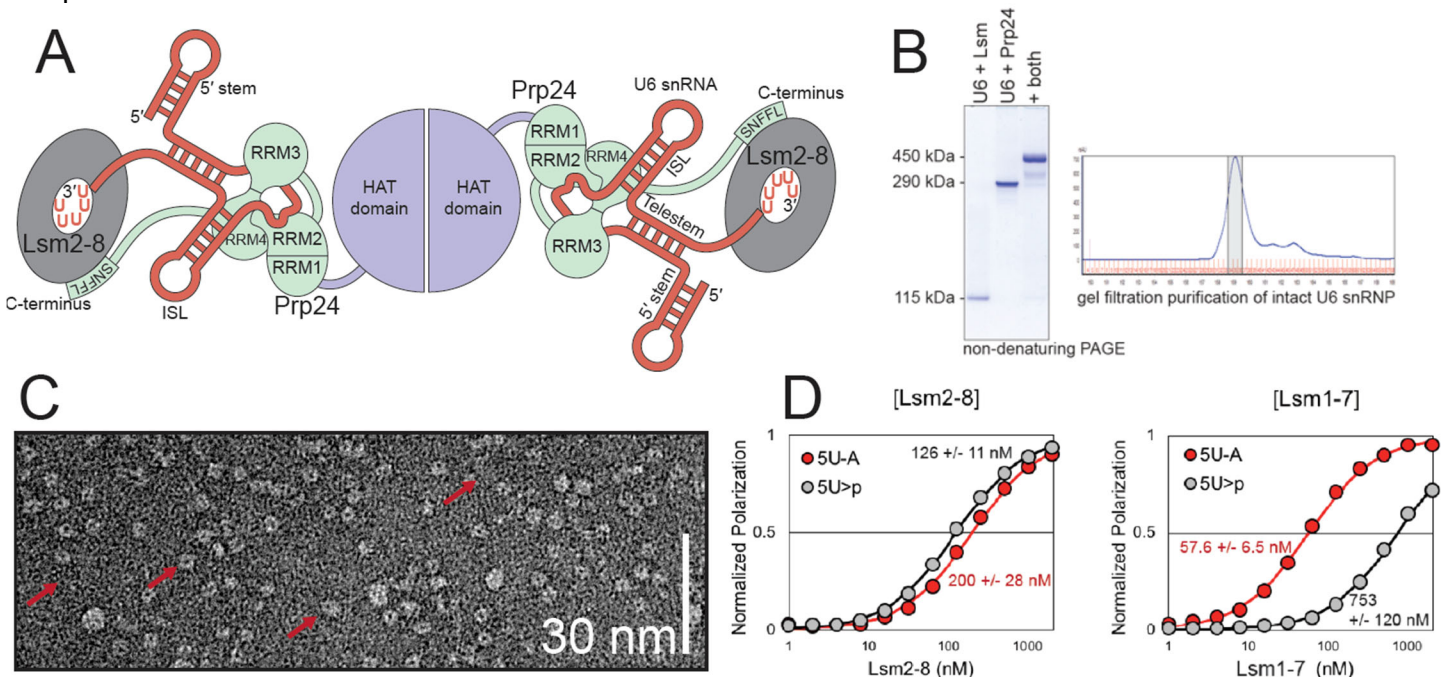 A
5' stem
5'
RRM3
Lsm2-8
3'
U
U
U
U
U
RRM4
RRM2
RRM1
SNFFL
C-terminus
ISL
Prp24
HAT
domain
HAT
domain
Prp24
RRM1
RRM2
RRM4
RRM3
U6 snRNA
ISL
Telestem
5' stem
5'
C-terminus
SNFFL
Lsm2-8
U
U
U
U
U
3'
B
U6 + Lsm
U6 + Prp24
+ both
450 kDa
290 kDa
115 kDa
non-denaturing PAGE
gel filtration purification of intact U6 snRNP
C
30 nm
D
[Lsm2-8]
Normalized Polarization
1
0.5
0
5U-A
5U>p
126 +/- 11 nM
200 +/- 28 nM
1
10
100
1000
Lsm2-8 (nM)
[Lsm1-7]
Normalized Polarization
1
0.5
0
5U-A
5U>p
57.6 +/- 6.5 nM
753
+/- 120 nM
1
10
100
1000
Lsm1-7 (nM)